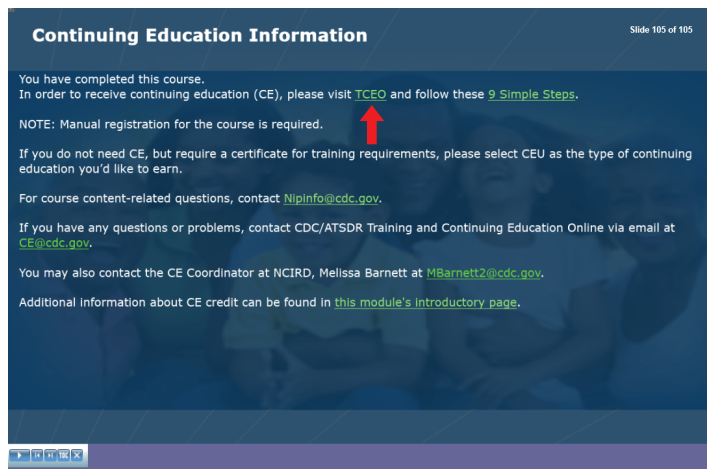 Continuing Education Information
Slide 105 of 105
You have completed this course.
In order to receive continuing education (CE), please visit TCEO and follow these 9 Simple Steps.
NOTE: Manual registration for the course is required.
If you do not need CE, but require a certificate for training requirements, please select CEU as the type of continuing
education you'd like to earn.
For course content-related questions, contact Nipinfo@cdc.gov.
If you have any questions or problems, contact CDC/ATSDR Training and Continuing Education Online via email at
CE@cdc.gov.
You may also contact the CE Coordinator at NCIRD, Melissa Barnett at MBarnett2@cdc.gov.
Additional information about CE credit can be found in this module's introductory page.
TOC